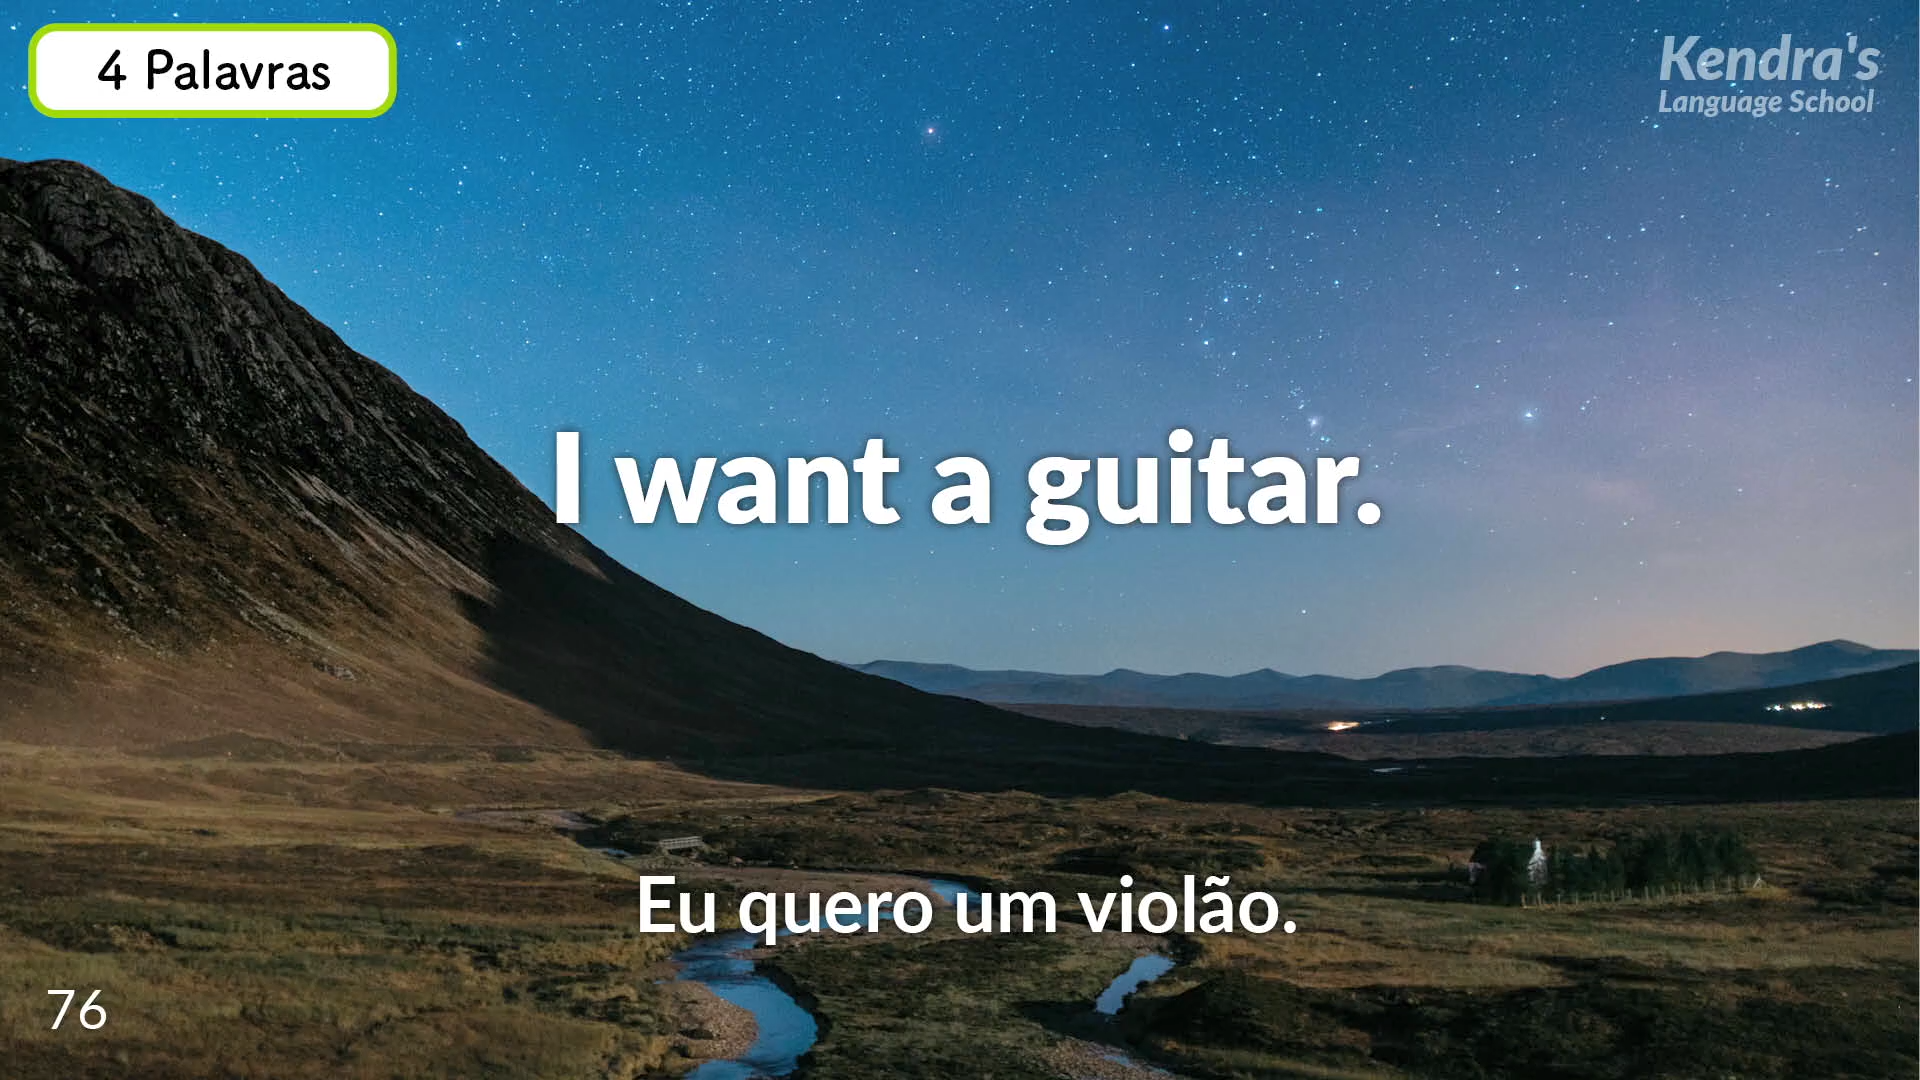 4 Palavras
Kendra's
Language School
I want a guitar.
Eu quero um violão.
76